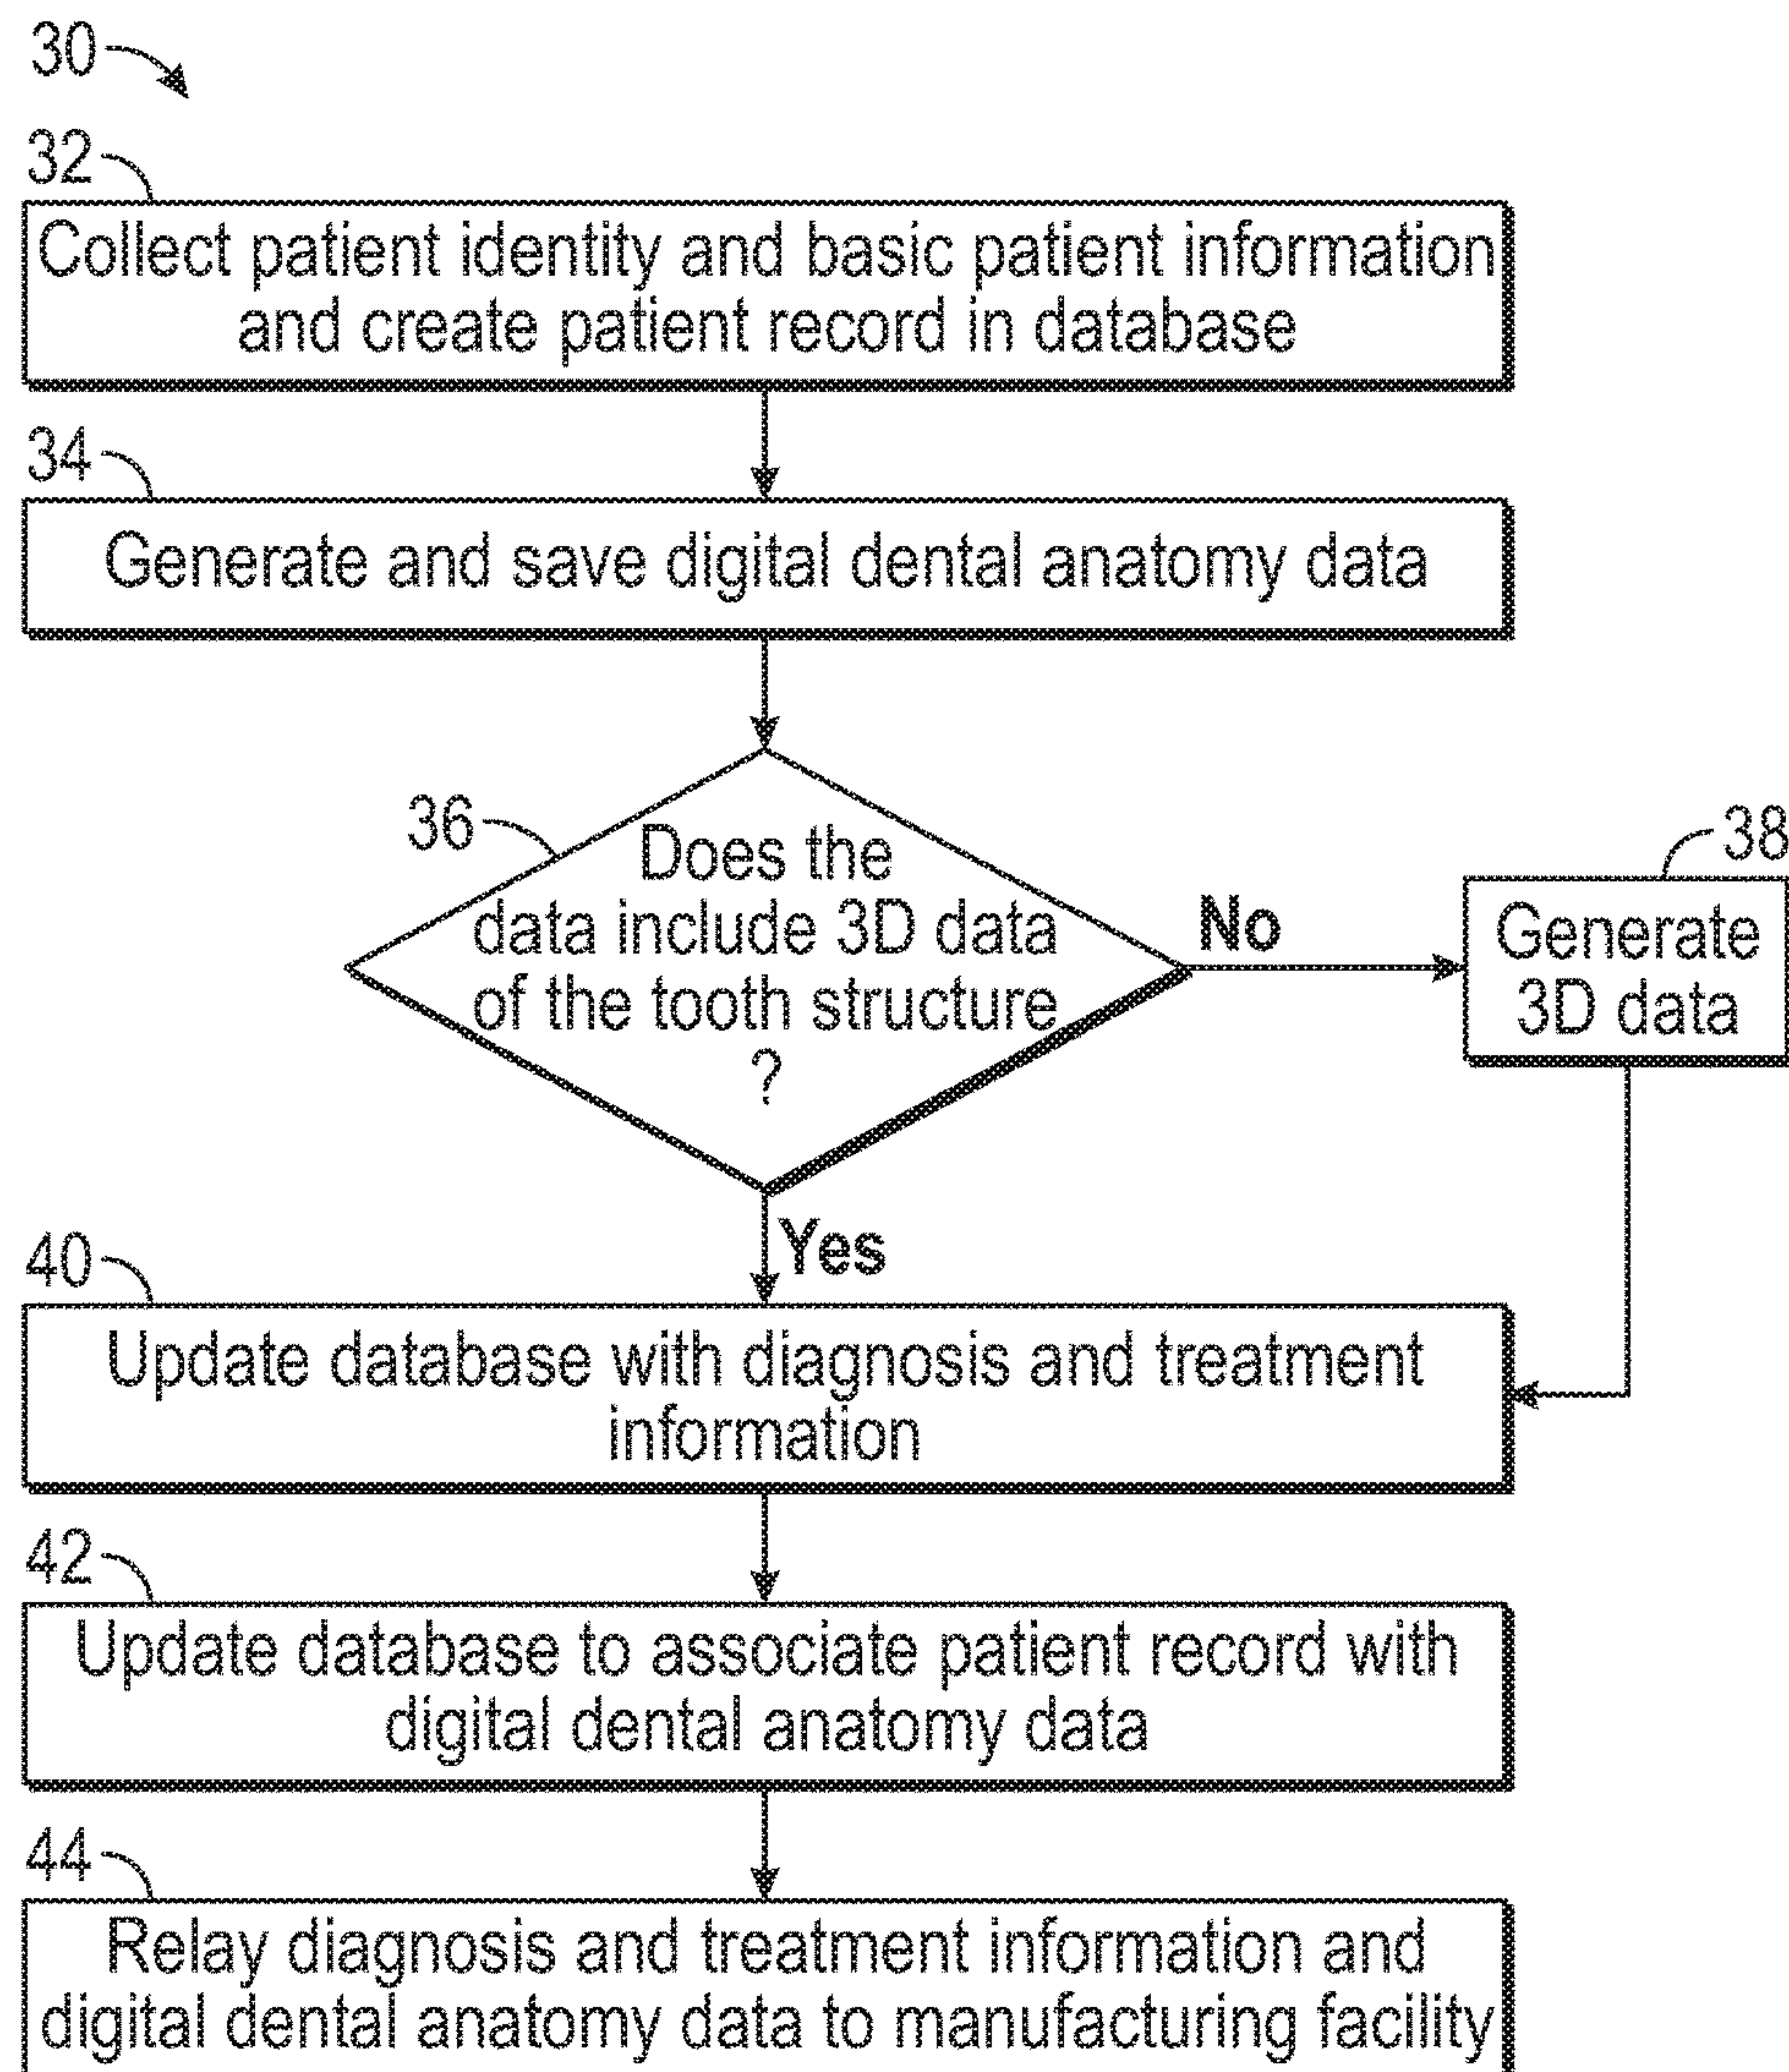 30
32
Collect patient identity and basic patient information
and create patient record in database
34
Generate and save digital dental anatomy data
36
Does the
data include 3D data
of the tooth structure
?
No
38
Generate
3D data
Yes
40
Update database with diagnosis and treatment
information
42
Update database to associate patient record with
digital dental anatomy data
44
Relay diagnosis and treatment information and
digital dental anatomy data to manufacturing facility